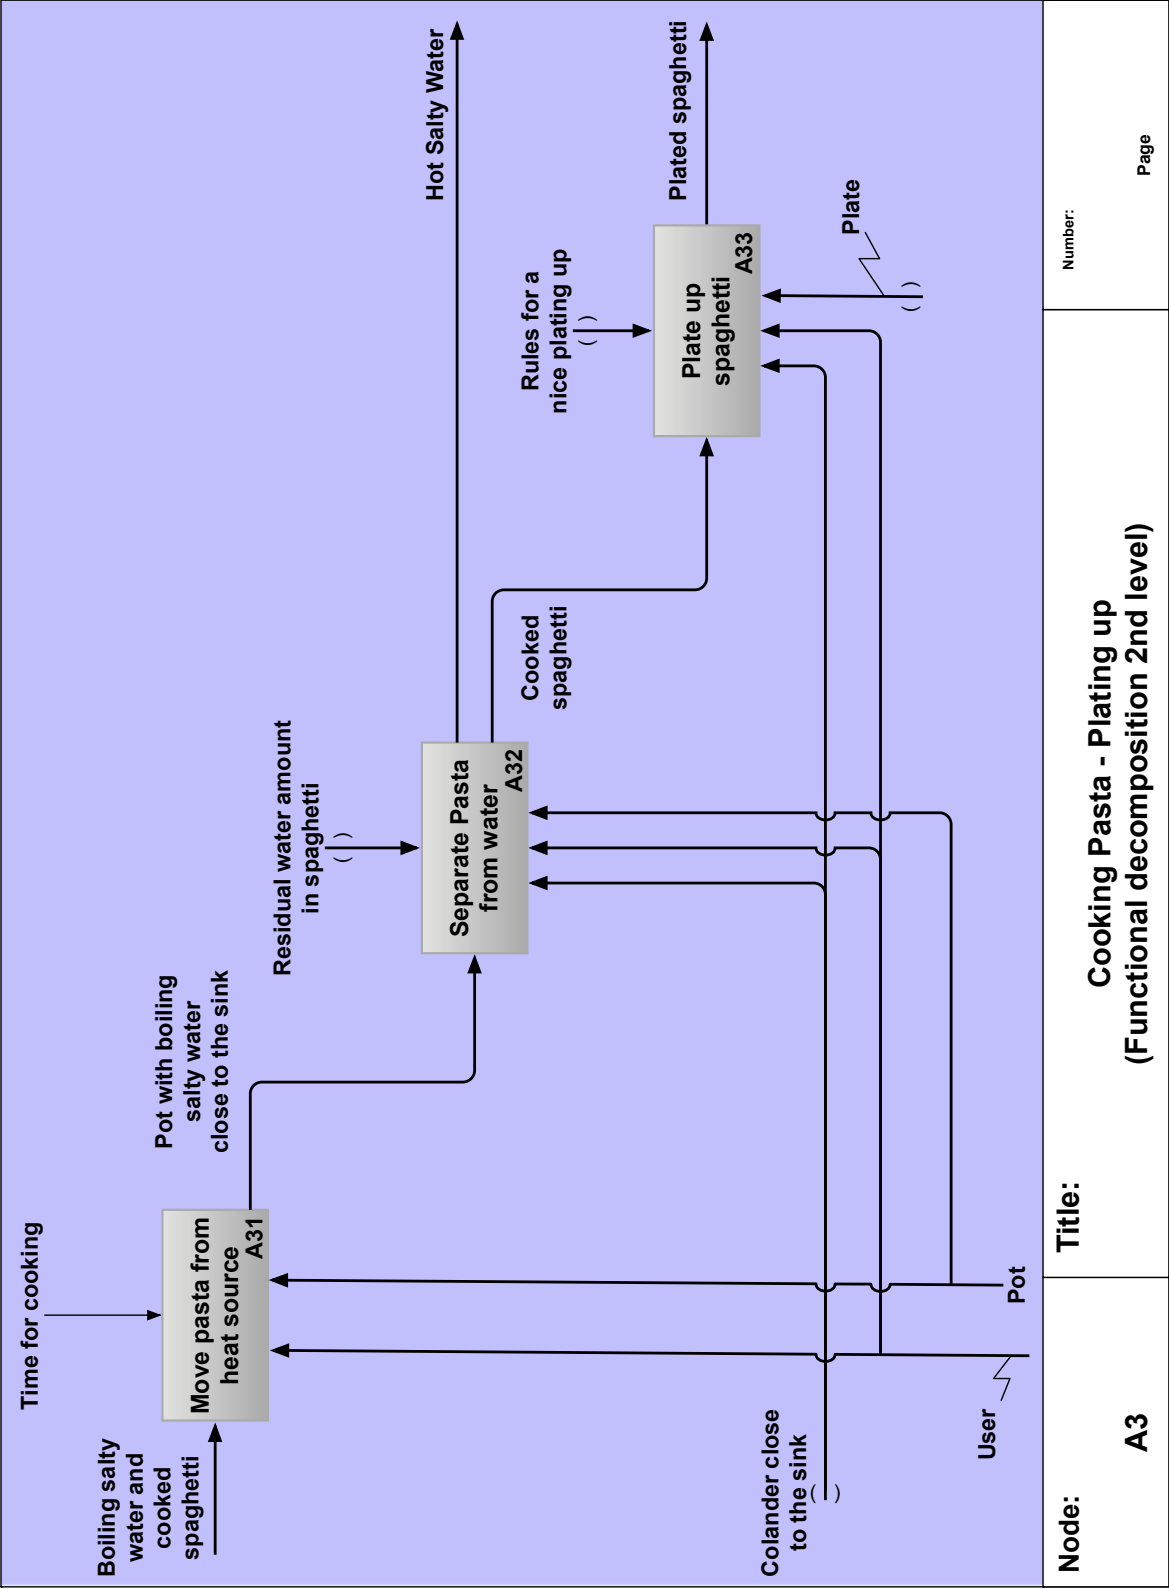 Time for cooking
Boiling salty
water and
cooked
spaghetti
Move pasta from
heat source
A31
Pot with boiling
salty water
close to the sink
Residual water amount
in spaghetti
( )
Separate Pasta
from water
A32
Hot Salty Water
Cooked
spaghetti
Rules for a
nice plating up
( )
Plate up
spaghetti
A33
Plated spaghetti
Plate
( )
Colander close
to the sink
( )
User
Pot
Node:
A3
Title:
Cooking Pasta - Plating up
(Functional decomposition 2nd level)
Number:
Page